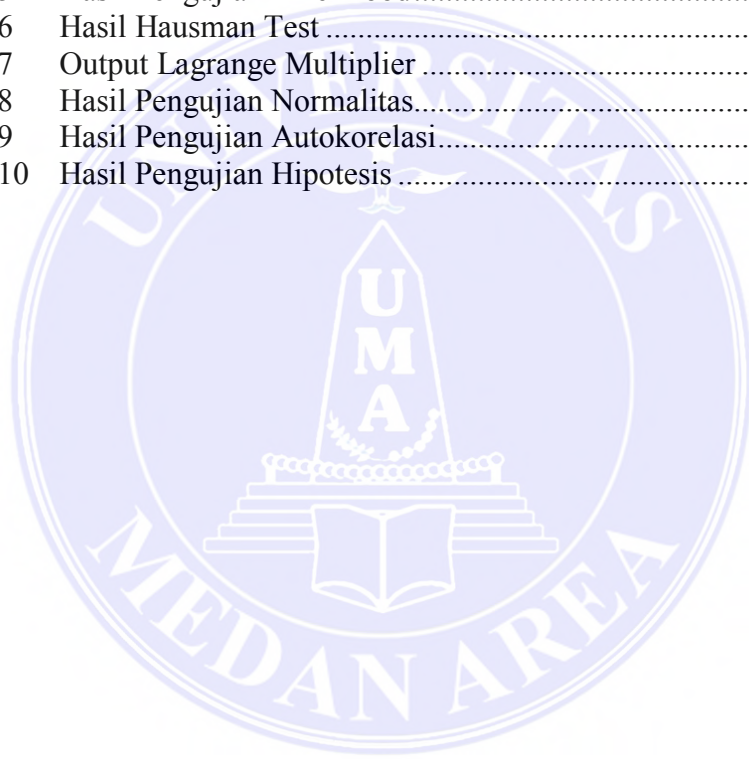 6 Hasil Hausman Test ........................................................
7 Output Lagrange Multiplier ............................................
8 Hasil Pengujian Normalitas.............................................
9 Hasil Pengujian Autokorelasi..........................................
10 Hasil Pengujian Hipotesis ...............................................
UNIVERSITAS
UMA
MEDAN AREA